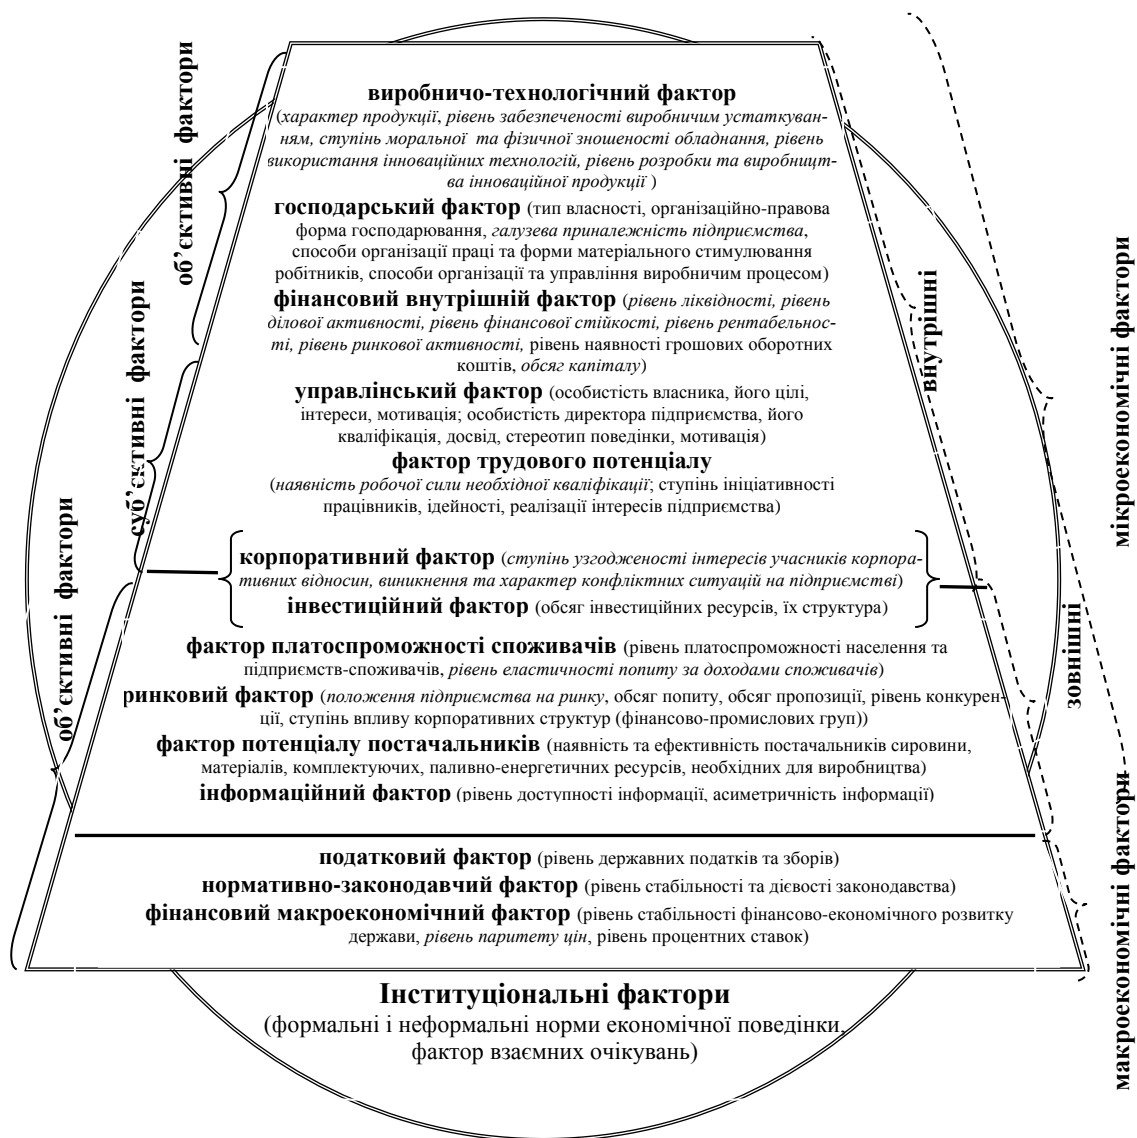 виробничо-технологічний фактор
(характер продукції, рівень забезпеченості виробничим устаткуван-
ням, ступінь моральної та фізичної зношеності обладнання, рівень
використання інноваційних технологій, рівень розробки та виробницт-
ва інноваційної продукції )
господарський фактор (тип власності, організаційно-правова
форма господарювання, галузева приналежність підприємства,
способи організації праці та форми матеріального стимулювання
робітників, способи організації та управління виробничим процесом)
фінансовий внутрішній фактор (рівень ліквідності, рівень
ділової активності, рівень фінансової стійкості, рівень рентабельнос-
ті, рівень ринкової активності, рівень наявності грошових оборотних
коштів, обсяг капіталу)
управлінський фактор (особистість власника, його цілі,
інтереси, мотивація; особистість директора підприємства, його
кваліфікація, досвід, стереотип поведінки, мотивація)
фактор трудового потенціалу
(наявність робочої сили необхідної кваліфікації; ступінь ініціативності
працівників, ідейності, реалізації інтересів підприємства)
корпоративний фактор (ступінь узгодженості інтересів учасників корпора-
тивних відносин, виникнення та характер конфліктних ситуацій на підприємстві)
інвестиційний фактор (обсяг інвестиційних ресурсів, їх структура)
фактор платоспроможності споживачів (рівень платоспроможності населення та
підприємств-споживачів, рівень еластичності попиту за доходами споживачів)
ринковий фактор (положення підприємства на ринку, обсяг попиту, обсяг пропозиції, рівень конкурен-
ції, ступінь впливу корпоративних структур (фінансово-промислових груп))
фактор потенціалу постачальників (наявність та ефективність постачальників сировини,
матеріалів, комплектуючих, паливно-енергетичних ресурсів, необхідних для виробництва)
інформаційний фактор (рівень доступності інформації, асиметричність інформації)
податковий фактор (рівень державних податків та зборів)
нормативно-законодавчий фактор (рівень стабільності та дієвості законодавства)
фінансовий макроекономічний фактор (рівень стабільності фінансово-економічного розвитку
держави, рівень паритету цін, рівень процентних ставок)
Інституціональні фактори
(формальні і неформальні норми економічної поведінки,
фактор взаємних очікувань)
об’єктивні фактори
суб’єктивні фактори
об’єктивні фактори
внутрішні
зовнішні
мікроекономічні фактори
макроекономічні фактори